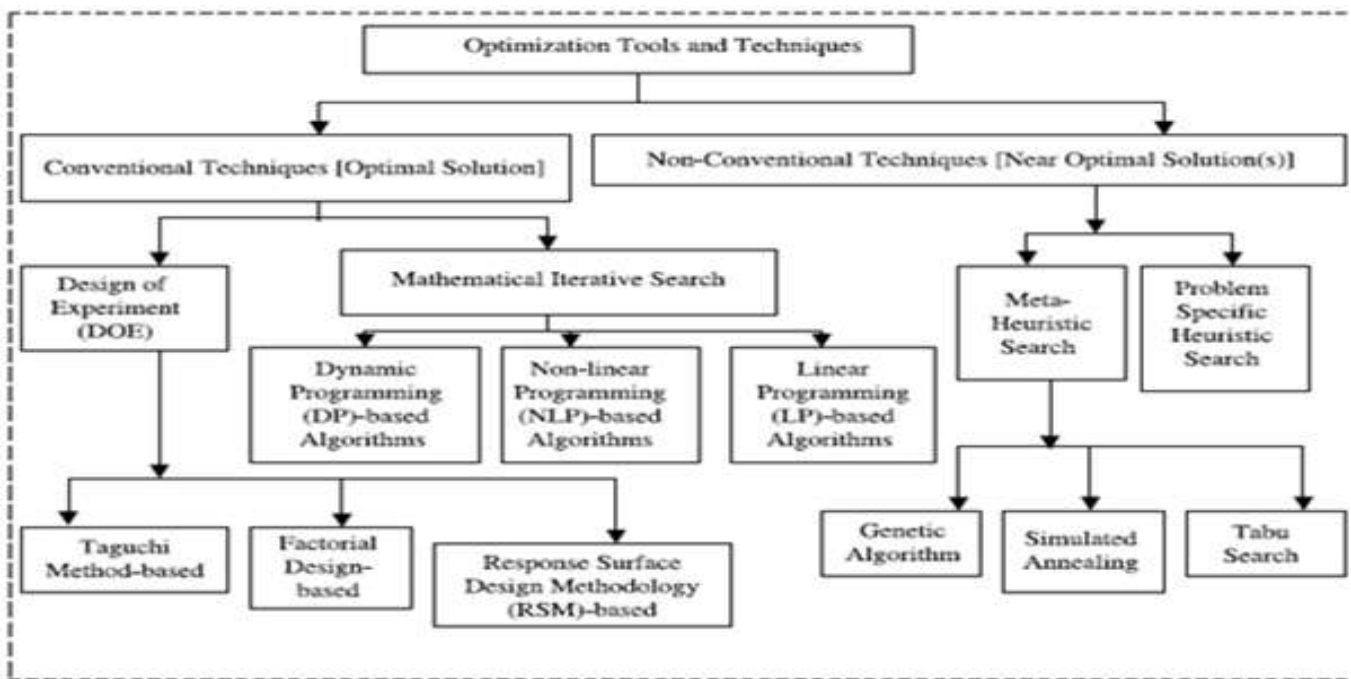 Optimization Tools and Techniques
Conventional Techniques [Optimal Solution]
Non-Conventional Techniques [Near Optimal Solution(s)]
Design of
Experiment
(DOE)
Mathematical Iterative Search
Meta-
Heuristic
Search
Problem
Specific
Heuristic
Search
Dynamic
Programming
(DP)-based
Algorithms
Non-linear
Programming
(NLP)-based
Algorithms
Linear
Programming
(LP)-based
Algorithms
Taguchi
Method-based
Factorial
Design-
based
Response Surface
Design Methodology
(RSM)-based
Genetic
Algorithm
Simulated
Annealing
Tabu
Search